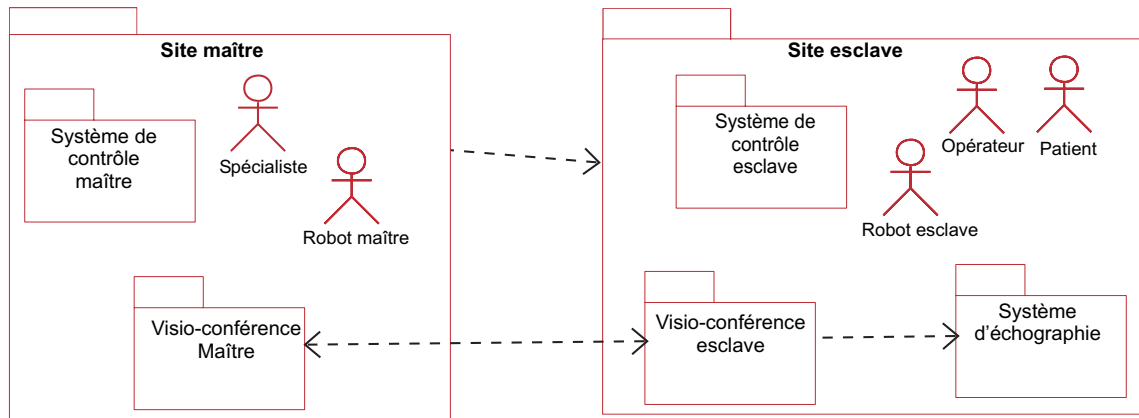 Site maître
Système de
contrôle
maître
Spécialiste
Robot maître
Visio-conférence
Maître
Site esclave
Système de
contrôle
esclave
Opérateur
Patient
Robot esclave
Visio-conférence
esclave
Système
d'échographie